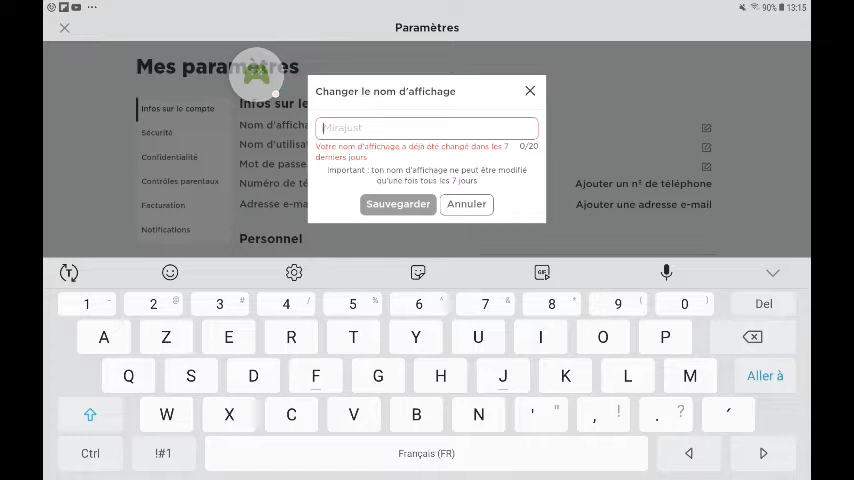 90% 13:15
Paramètres
Mes paramètres
Infos sur le compte
Sécurité
Confidentialité
Contrôles parentaux
Facturation
Notifications
Infos sur le
Nom d'afficha
Nom d'utilisa
Mot de passe
Numéro de té
Adresse e-ma
Personnel
Ajouter un nº de téléphone
Ajouter une adresse e-mail
Changer le nom d'affichage
Mirajust
Votre nom d'affichage a déjà été changé dans les 7
derniers jours
0/20
Important : ton nom d'affichage ne peut être modifié
qu'une fois tous les 7 jours
Sauvegarder Annuler
GIF
1 2 @ 3 # 4 / 5 % 6 ^ 7 & 8 * 9 ( 0 ) Del
A Z E R T Y U I O P
Q S D F G H J K L M Aller à
W X C V B N ' " , ! . ? ´
Ctrl !#1 Français (FR)